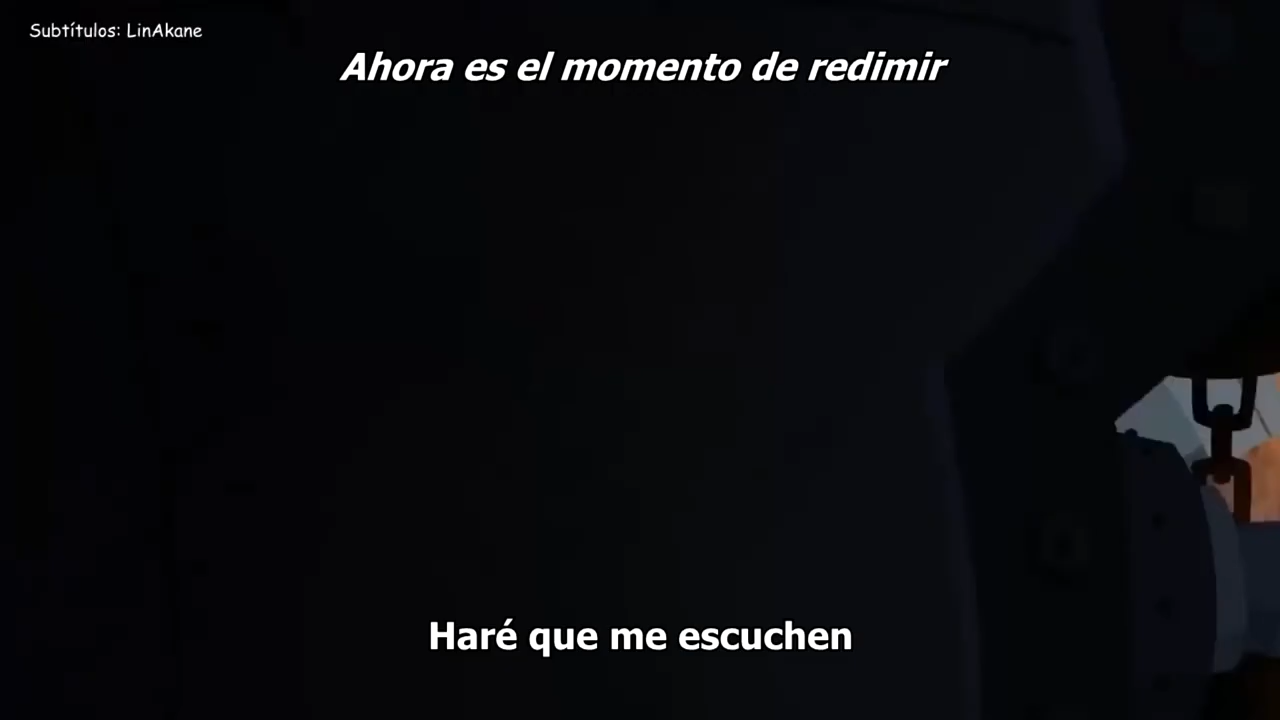 Subtítulos: LinAkane
Ahora es el momento de redimir
Haré que me escuchen